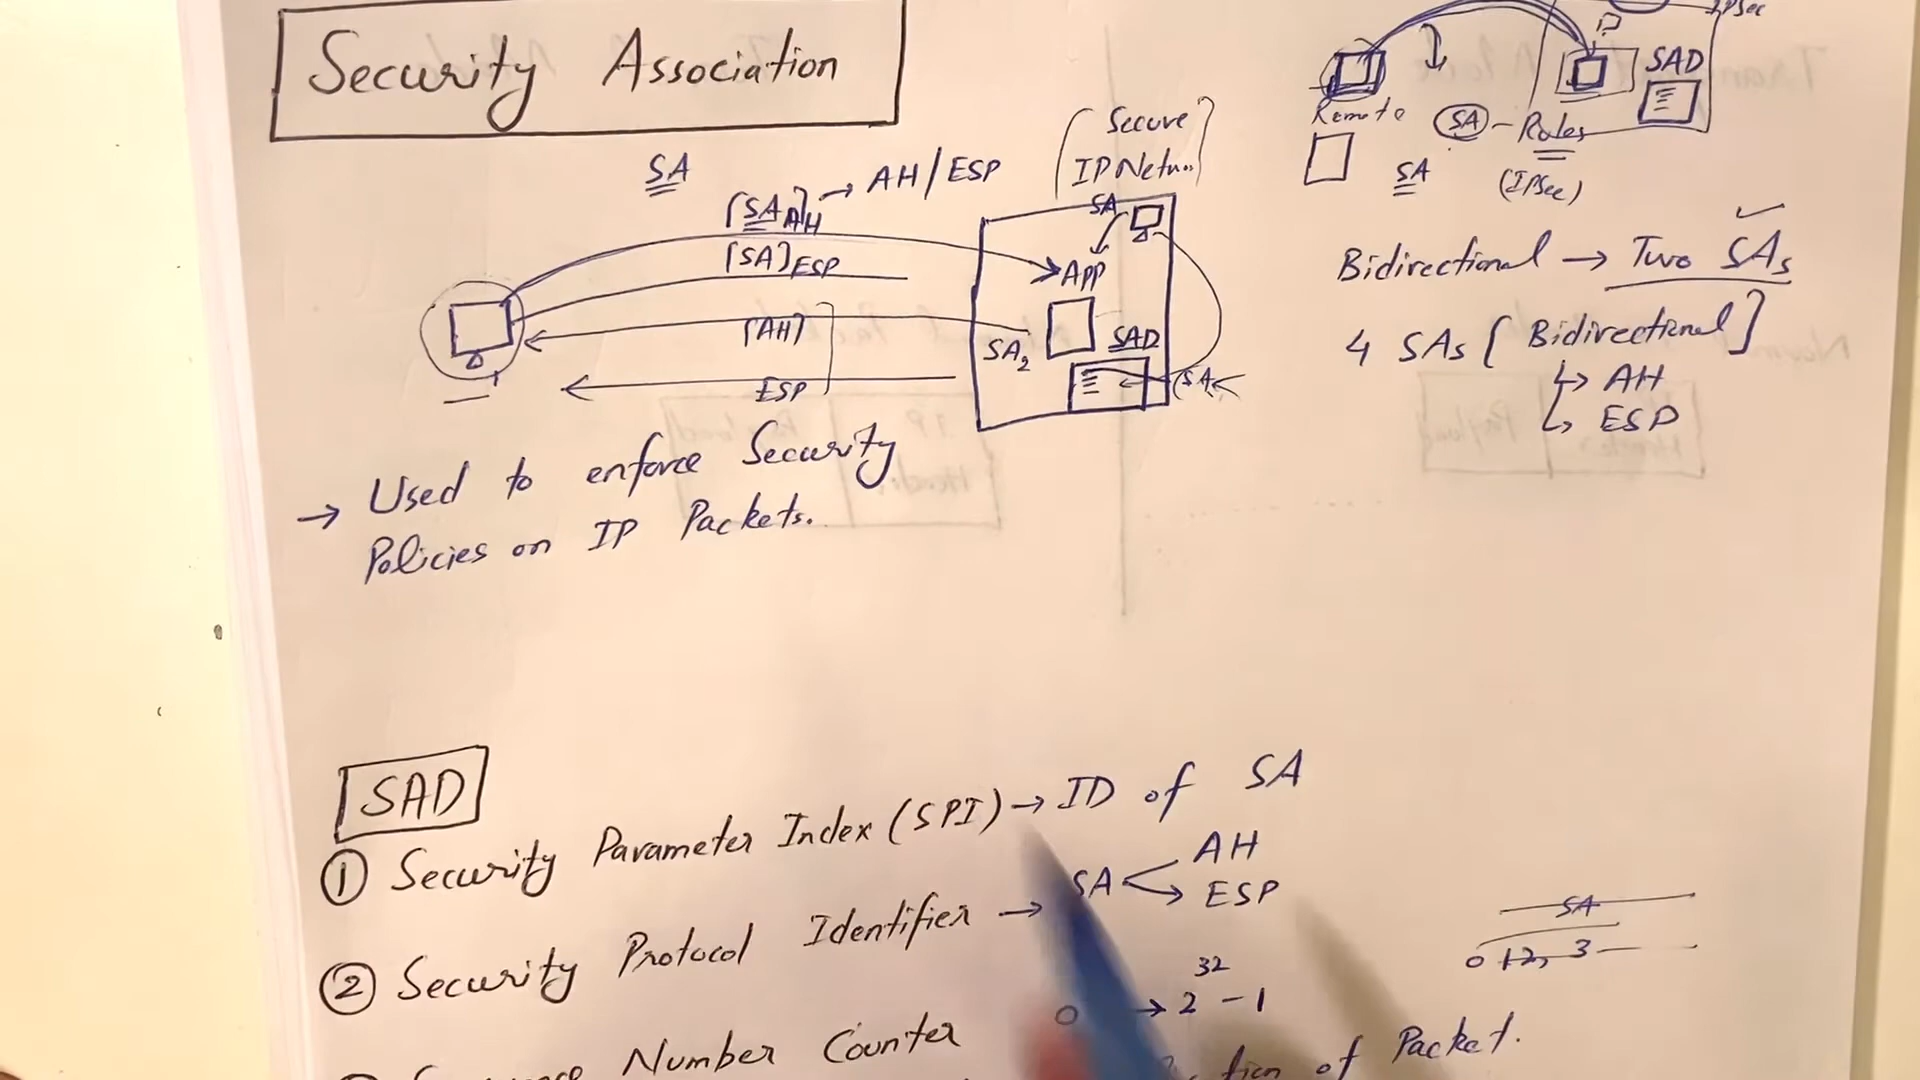 Security Association
IPSec
SAD
Remote
SA - Rules
SA
(IPSec)
SA
[SA]AH → AH/ESP
[SA]ESP
[AH]
ESP
[Secure
IP Netw..]
SA
APP
SA2
SAD
(SA
Bidirectional → Two SAs
4 SAs [Bidirectional]
↳ AH
↳ ESP
→ Used to enforce Security
Policies on IP Packets.
SAD
① Security Parameter Index (SPI) → ID of SA
② Security Protocol Identifier → SA
AH
ESP
SA
0 1 2, 3
Number Counter 0 → 2^32 - 1
of Packet.